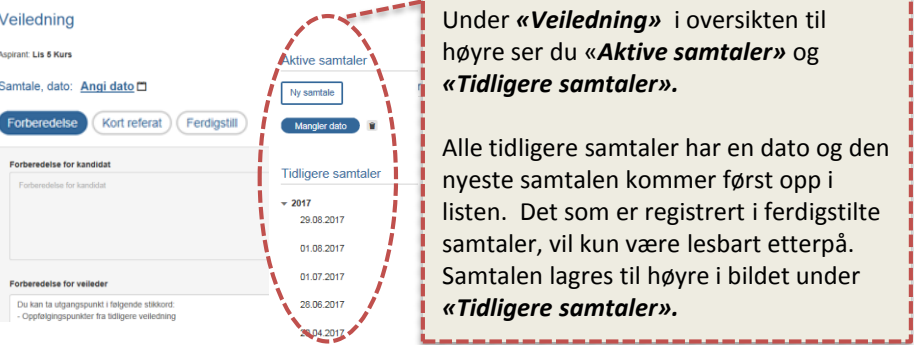 Veiledning
Aspirant: Lis 5 Kurs
Samtale, dato: Angi dato
Forberedelse
Kort referat
Ferdigstill
Forberedelse for kandidat
Forberedelse for kandidat
Forberedelse for veileder
Du kan ta utgangspunkt i følgende stikkord:
- Oppfølgingspunkter fra tidligere veiledning
Aktive samtaler
Ny samtale
Mangler dato
Tidligere samtaler
2017
29.08.2017
01.08.2017
01.07.2017
28.06.2017
28.04.2017
Under «Veiledning» i oversikten til
høyre ser du «Aktive samtaler» og
«Tidligere samtaler».
Alle tidligere samtaler har en dato og den
nyeste samtalen kommer først opp i
listen. Det som er registrert i ferdigstilte
samtaler, vil kun være lesbart etterpå.
Samtalen lagres til høyre i bildet under
«Tidligere samtaler».